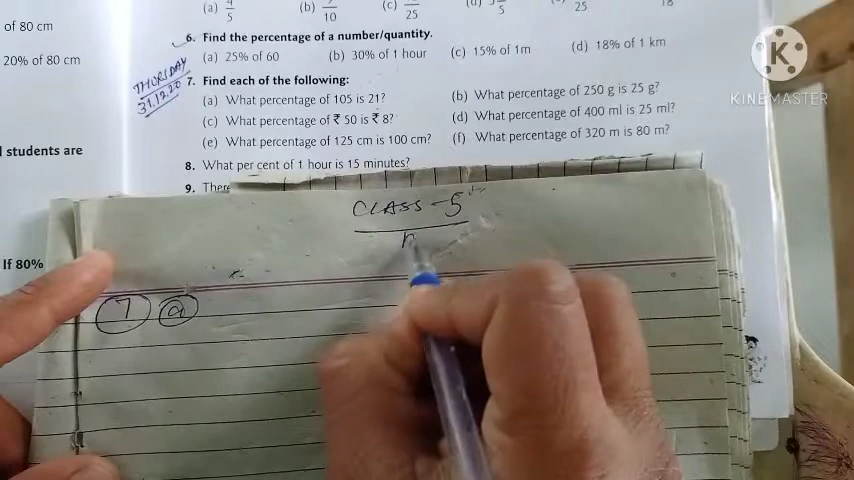 (a) 4/5 (b) 10 (c) 25 (d) 5 25 18
of 80 cm
6. Find the percentage of a number/quantity.
20% of 80 cm
(a) 25% of 60 (b) 30% of 1 hour (c) 15% of 1m (d) 18% of 1 km
THURSDAY
31.12.20
7. Find each of the following:
(a) What percentage of 105 is 21? (b) What percentage of 250 g is 25 g?
(c) What percentage of ₹ 50 is ₹ 8? (d) What percentage of 400 ml is 25 ml?
(e) What percentage of 125 cm is 100 cm? (f) What percentage of 320 m is 80 m?
students are
8. What per cent of 1 hour is 15 minutes?
9. There
If 80%
CLASS - 5th
7 a
K
KINEMASTER